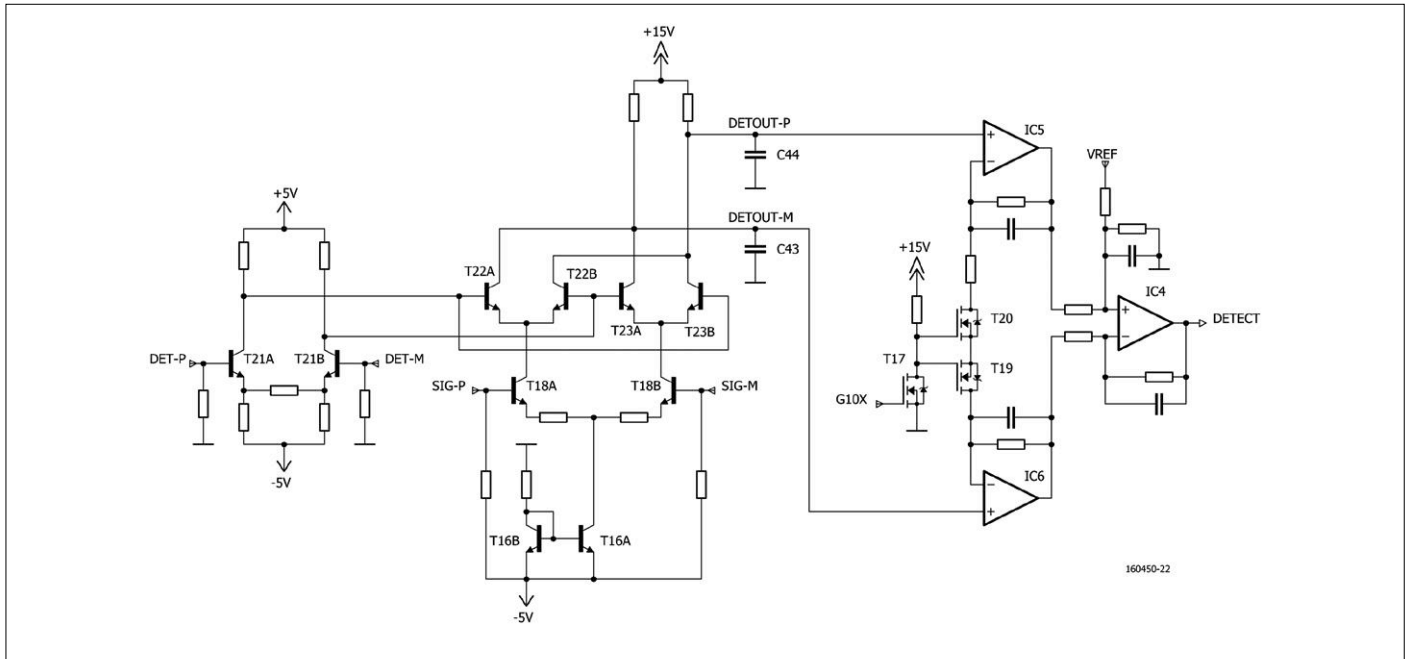 +15V
DETOUT-P
IC5
C44
VREF
+5V
DETOUT-M
+15V
C43
T22A
T22B
IC4
T20
DETECT
T23A
T23B
DET-P
T21A
T21B
DET-M
T17
T19
SIG-P
T18A
T18B
SIG-M
G10X
-5V
IC6
T16B
T16A
160450-22
-5V
+
−
+
−
−
+